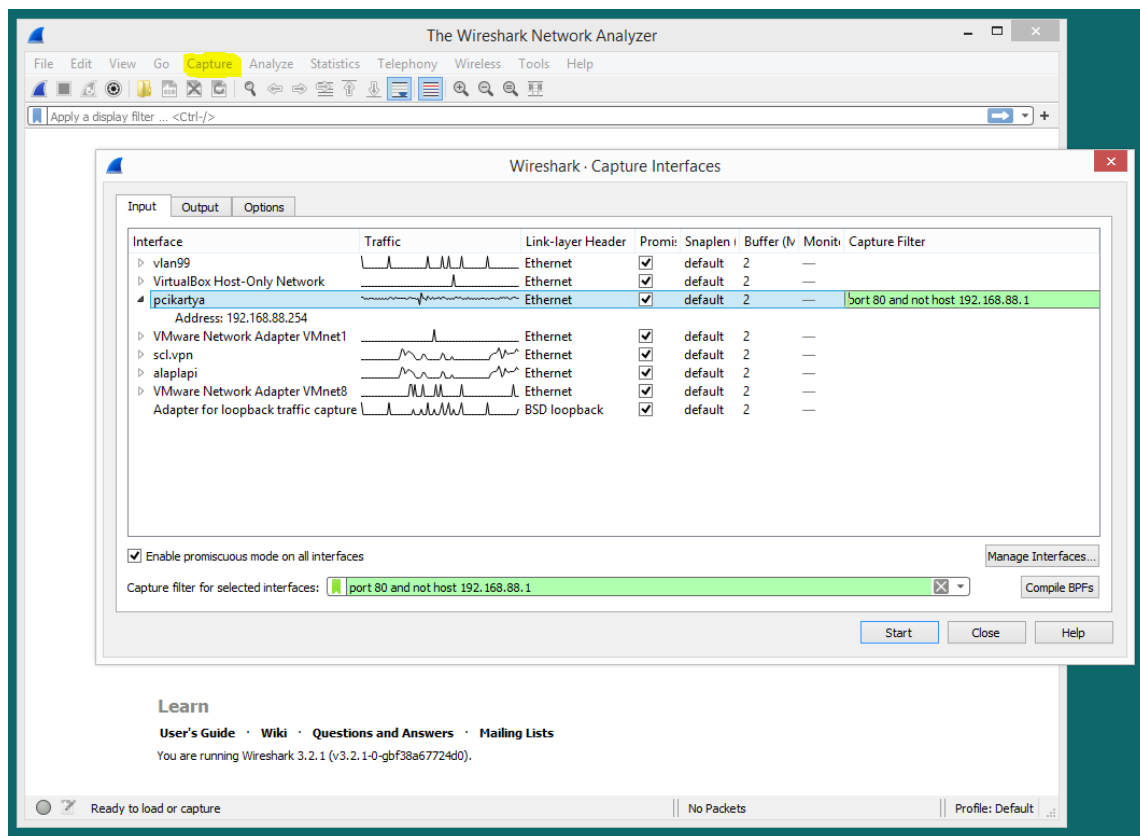 The Wireshark Network Analyzer
File Edit View Go Capture Analyze Statistics Telephony Wireless Tools Help
Apply a display filter ... <Ctrl-/>
Wireshark · Capture Interfaces
Input Output Options
Interface Traffic Link-layer Header Promi: Snaplen ( Buffer (M Monit Capture Filter
vlan99 Ethernet default 2 —
VirtualBox Host-Only Network Ethernet default 2 —
pcikartya Ethernet default 2 — port 80 and not host 192.168.88.1
Address: 192.168.88.254
VMware Network Adapter VMnet1 Ethernet default 2 —
scl.vpn Ethernet default 2 —
alaplapi Ethernet default 2 —
VMware Network Adapter VMnet8 Ethernet default 2 —
Adapter for loopback traffic capture BSD loopback default 2 —
Enable promiscuous mode on all interfaces
Manage Interfaces...
Capture filter for selected interfaces: port 80 and not host 192.168.88.1
Compile BPFs
Start Close Help
Learn
User's Guide · Wiki · Questions and Answers · Mailing Lists
You are running Wireshark 3.2.1 (v3.2.1-0-gbf38a67724d0).
Ready to load or capture No Packets Profile: Default